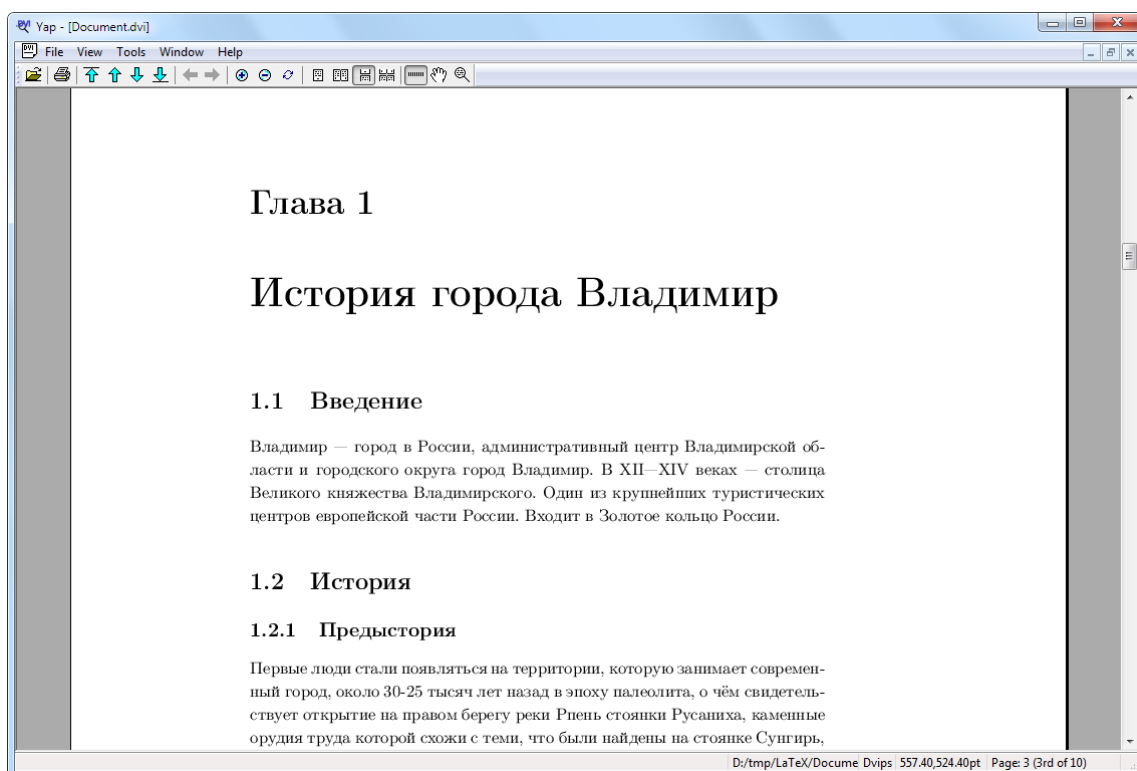 Yap - [Document.dvi]
File View Tools Window Help
Глава 1
История города Владимир
1.1 Введение
Владимир — город в России, административный центр Владимирской об-
ласти и городского округа город Владимир. В XII—XIV веках — столица
Великого княжества Владимирского. Один из крупнейших туристических
центров европейской части России. Входит в Золотое кольцо России.
1.2 История
1.2.1 Предыстория
Первые люди стали появляться на территории, которую занимает современ-
ный город, около 30-25 тысяч лет назад в эпоху палеолита, о чём свидетель-
ствует открытие на правом берегу реки Рпень стоянки Русаниха, каменные
орудия труда которой схожи с теми, что были найдены на стоянке Сунгирь,
D:/tmp/LaTeX/Docume Dvips 557.40,524.40pt Page: 3 (3rd of 10)